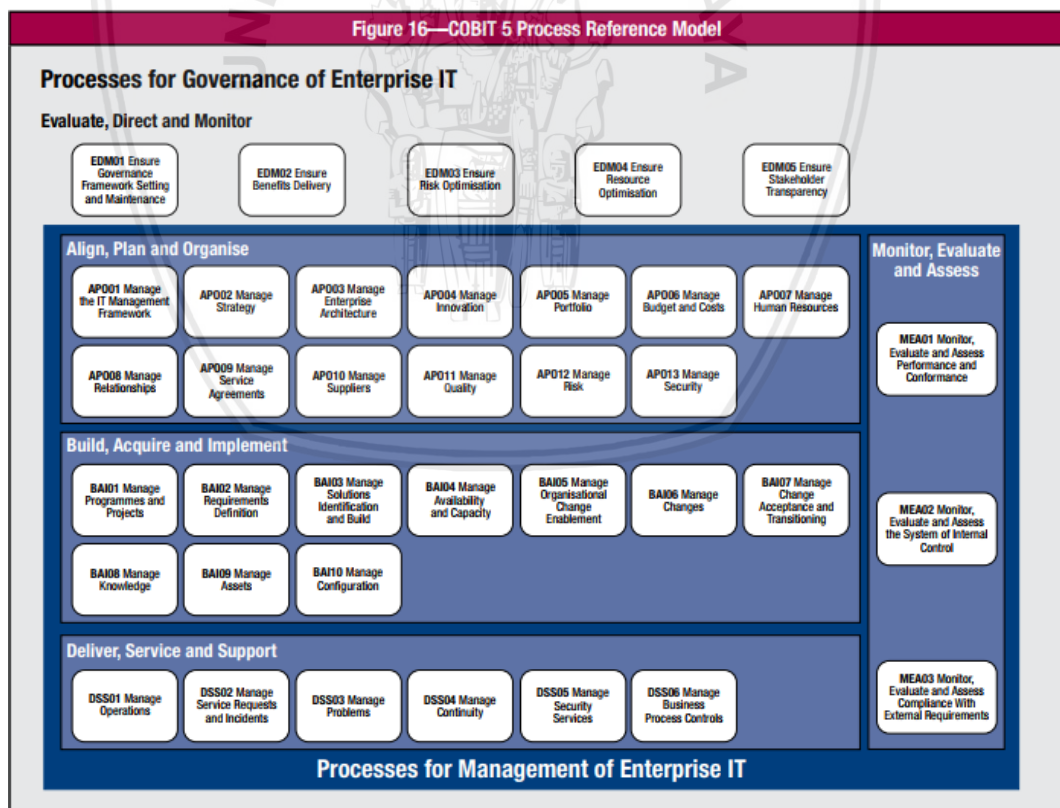 Figure 16—COBIT 5 Process Reference Model
Processes for Governance of Enterprise IT
Evaluate, Direct and Monitor
EDM01 Ensure
Governance
Framework Setting
and Maintenance
EDM02 Ensure
Benefits Delivery
EDM03 Ensure
Risk Optimisation
EDM04 Ensure
Resource
Optimisation
EDM05 Ensure
Stakeholder
Transparency
Align, Plan and Organise
APO01 Manage
the IT Management
Framework
APO02 Manage
Strategy
APO03 Manage
Enterprise
Architecture
APO04 Manage
Innovation
APO05 Manage
Portfolio
APO06 Manage
Budget and Costs
APO07 Manage
Human Resources
APO08 Manage
Relationships
APO09 Manage
Service
Agreements
APO10 Manage
Suppliers
APO11 Manage
Quality
APO12 Manage
Risk
APO13 Manage
Security
Build, Acquire and Implement
BAI01 Manage
Programmes and
Projects
BAI02 Manage
Requirements
Definition
BAI03 Manage
Solutions
Identification
and Build
BAI04 Manage
Availability
and Capacity
BAI05 Manage
Organisational
Change
Enablement
BAI06 Manage
Changes
BAI07 Manage
Change
Acceptance and
Transitioning
BAI08 Manage
Knowledge
BAI09 Manage
Assets
BAI10 Manage
Configuration
Deliver, Service and Support
DSS01 Manage
Operations
DSS02 Manage
Service Requests
and Incidents
DSS03 Manage
Problems
DSS04 Manage
Continuity
DSS05 Manage
Security
Services
DSS06 Manage
Business
Process Controls
Monitor, Evaluate
and Assess
MEA01 Monitor,
Evaluate and Assess
Performance and
Conformance
MEA02 Monitor,
Evaluate and Assess
the System of Internal
Control
MEA03 Monitor,
Evaluate and Assess
Compliance With
External Requirements
Processes for Management of Enterprise IT